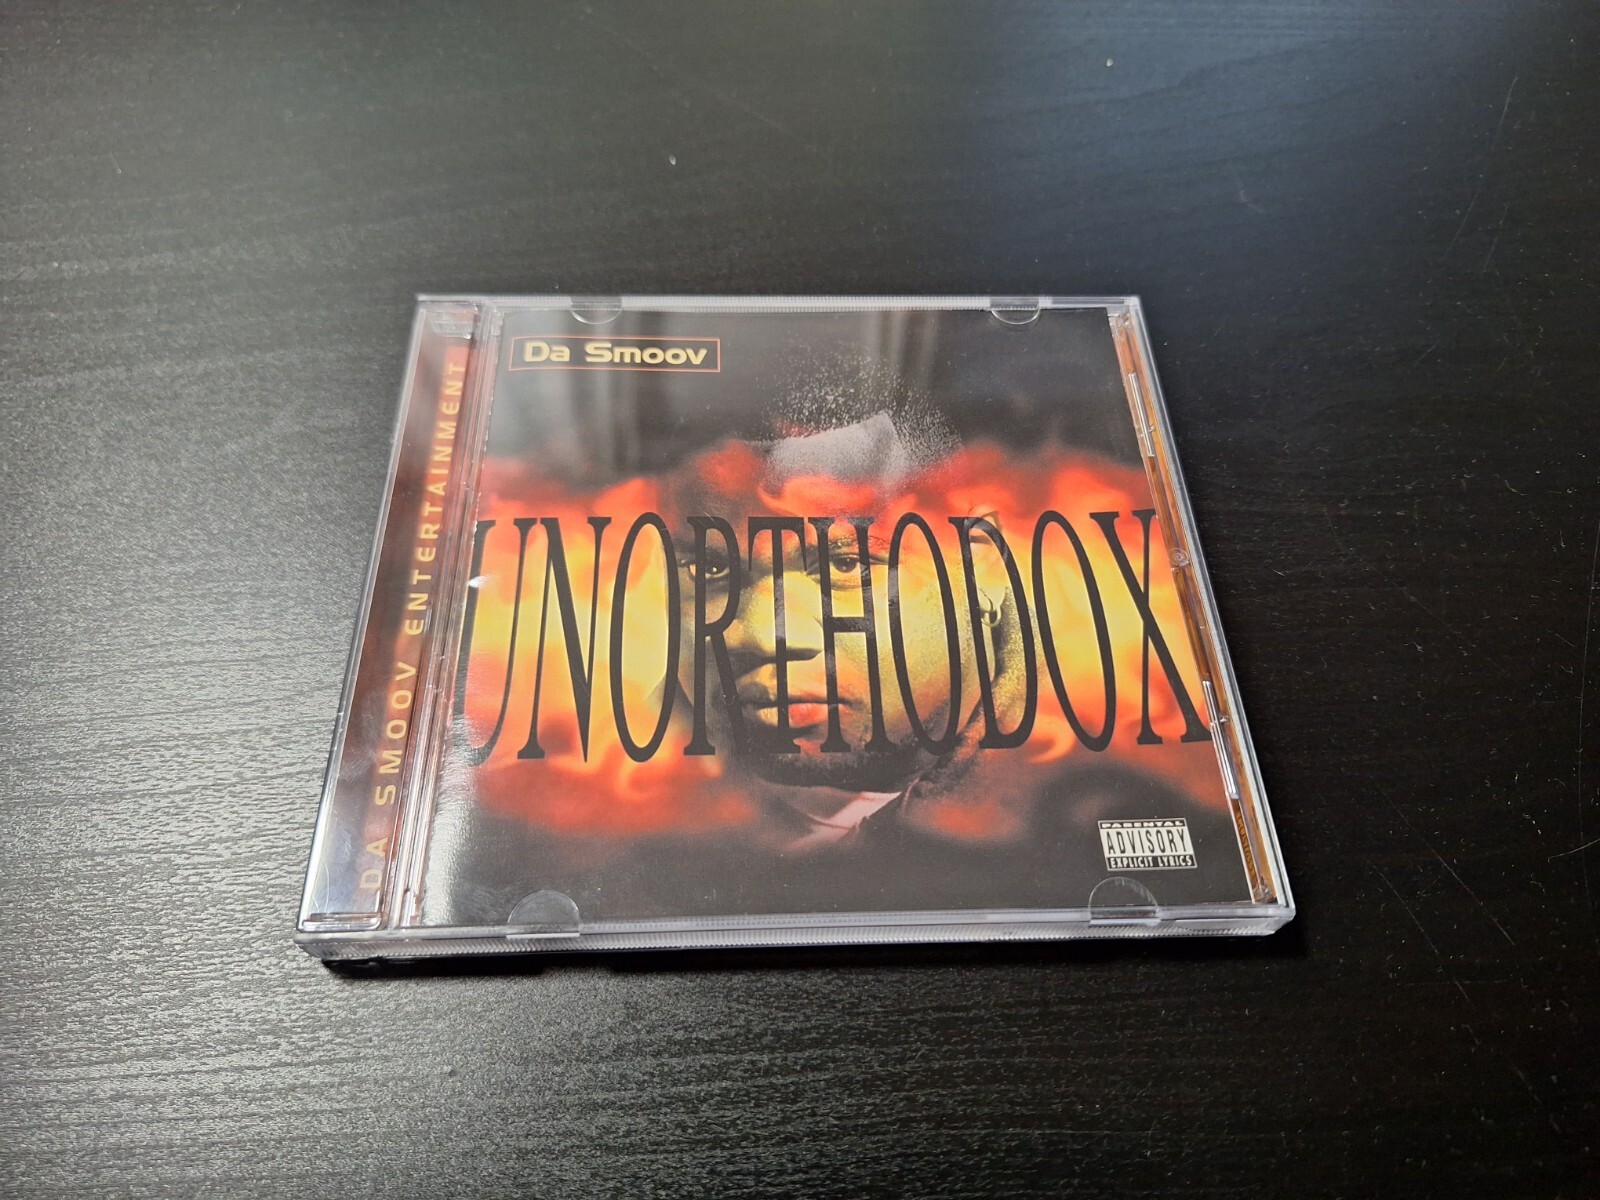 Da Smoov
UNORTHODOX
DA SMOOV ENTERTAINMENT
PARENTAL
ADVISORY
EXPLICIT LYRICS